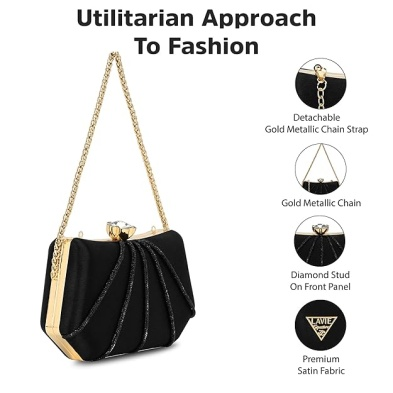 Utilitarian Approach
To Fashion
Detachable
Gold Metallic Chain Strap
Gold Metallic Chain
Diamond Stud
On Front Panel
LAVIE
Premium
Satin Fabric